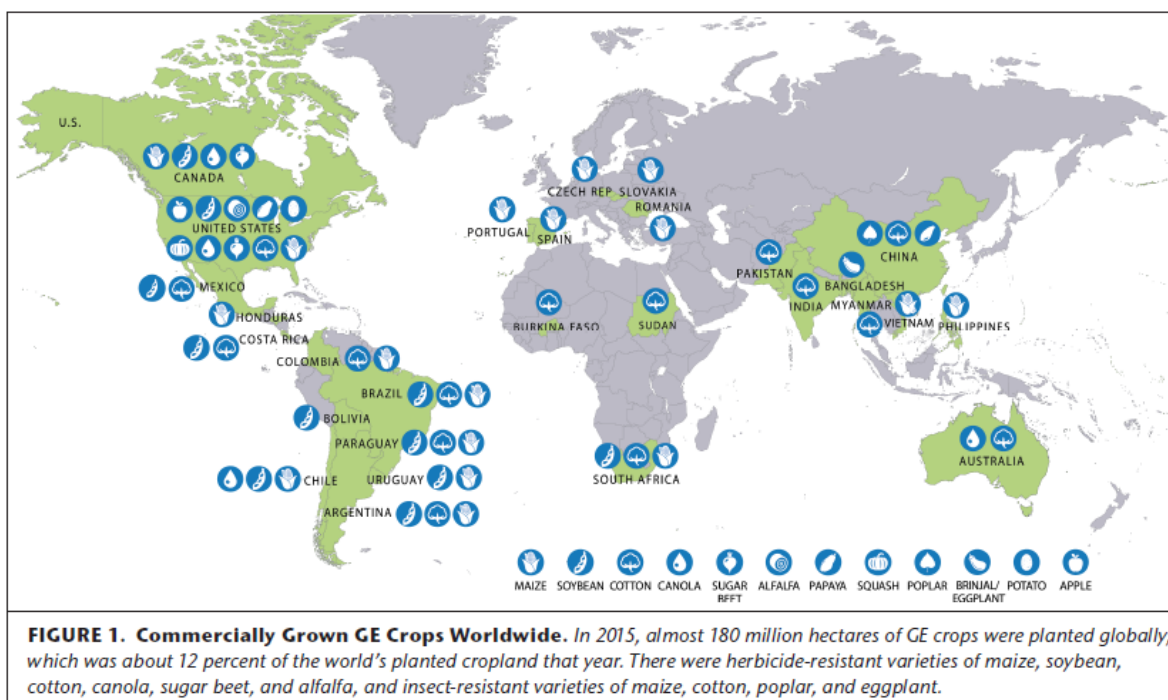 U.S.
CANADA
UNITED STATES
MEXICO
HONDURAS
COSTA RICA
COLOMBIA
BRAZIL
BOLIVIA
PARAGUAY
CHILE
URUGUAY
ARGENTINA
CZECH REP
SLOVAKIA
ROMANIA
PORTUGAL
SPAIN
BURKINA FASO
SUDAN
SOUTH AFRICA
PAKISTAN
CHINA
BANGLADESH
INDIA
MYANMAR
VIETNAM
PHILIPPINES
AUSTRALIA
MAIZE
SOYBEAN
COTTON
CANOLA
SUGAR
BEET
ALFALFA
PAPAYA
SQUASH
POPLAR
BRINJAL/
EGGPLANT
POTATO
APPLE
FIGURE 1. Commercially Grown GE Crops Worldwide. In 2015, almost 180 million hectares of GE crops were planted globally,
which was about 12 percent of the world's planted cropland that year. There were herbicide-resistant varieties of maize, soybean,
cotton, canola, sugar beet, and alfalfa, and insect-resistant varieties of maize, cotton, poplar, and eggplant.